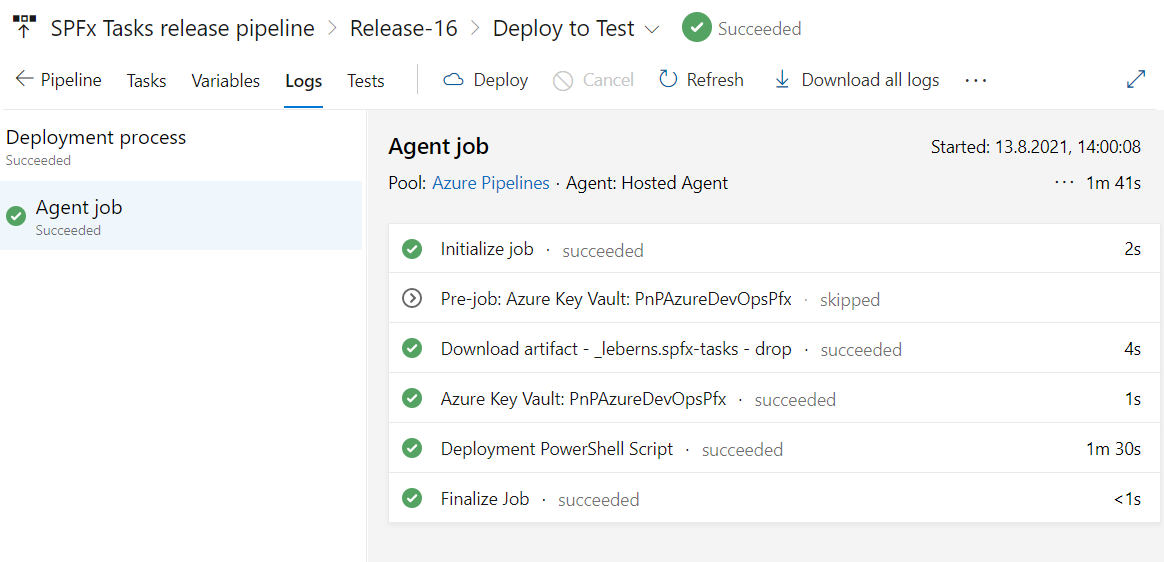 SPFx Tasks release pipeline > Release-16 > Deploy to Test Succeeded
← Pipeline Tasks Variables Logs Tests Deploy Cancel Refresh Download all logs ...
Deployment process
Succeeded
Agent job
Succeeded
Agent job Started: 13.8.2021, 14:00:08
Pool: Azure Pipelines · Agent: Hosted Agent ... 1m 41s
Initialize job · succeeded 2s
Pre-job: Azure Key Vault: PnPAzureDevOpsPfx · skipped
Download artifact - _leberns.spfx-tasks - drop · succeeded 4s
Azure Key Vault: PnPAzureDevOpsPfx · succeeded 1s
Deployment PowerShell Script · succeeded 1m 30s
Finalize Job · succeeded <1s